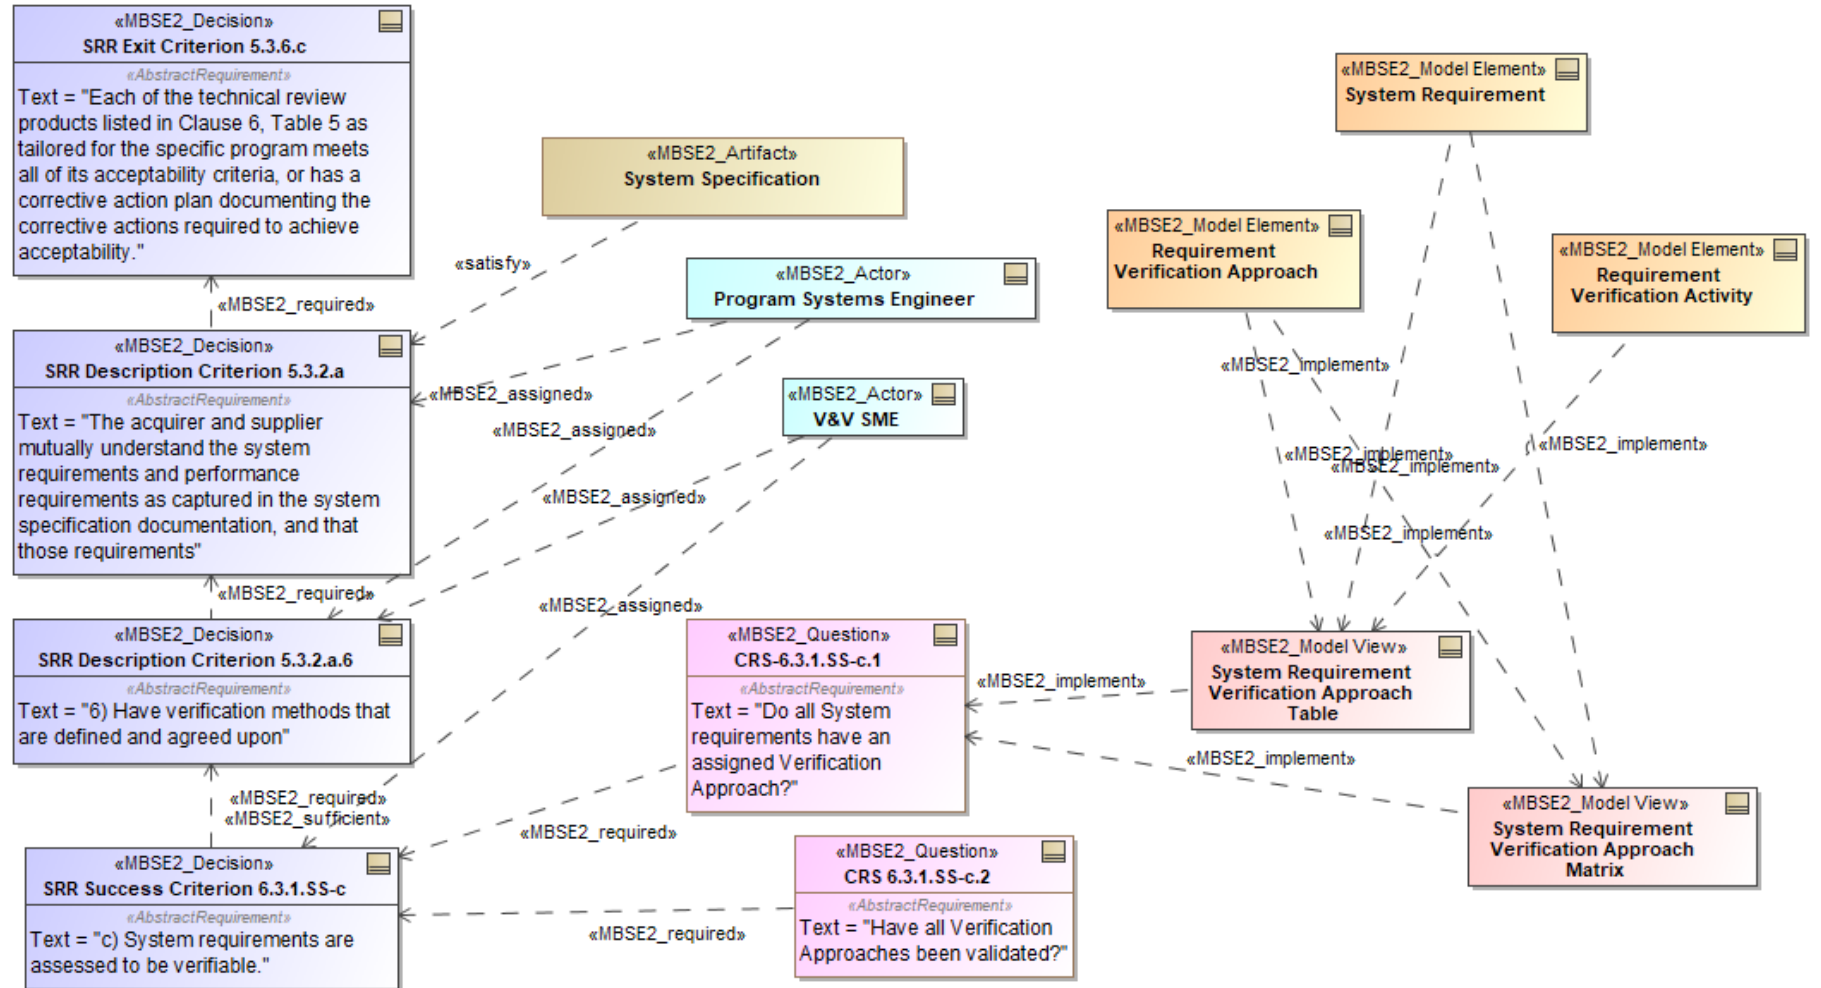 «MBSE2_Decision»
SRR Exit Criterion 5.3.6.c
«AbstractRequirement»
Text = "Each of the technical review
products listed in Clause 6, Table 5 as
tailored for the specific program meets
all of its acceptability criteria, or has a
corrective action plan documenting the
corrective actions required to achieve
acceptability."
«MBSE2_required»
«MBSE2_Decision»
SRR Description Criterion 5.3.2.a
«AbstractRequirement»
Text = "The acquirer and supplier
mutually understand the system
requirements and performance
requirements as captured in the system
specification documentation, and that
those requirements"
«MBSE2_required»
«MBSE2_Decision»
SRR Description Criterion 5.3.2.a.6
«AbstractRequirement»
Text = "6) Have verification methods that
are defined and agreed upon"
«MBSE2_required»
«MBSE2_sufficient»
«MBSE2_Decision»
SRR Success Criterion 6.3.1.SS-c
«AbstractRequirement»
Text = "c) System requirements are
assessed to be verifiable."
«MBSE2_Artifact»
System Specification
«satisfy»
«MBSE2_Actor»
Program Systems Engineer
«MBSE2_assigned»
«MBSE2_assigned»
«MBSE2_Actor»
V&V SME
«MBSE2_assigned»
«MBSE2_assigned»
«MBSE2_Question»
CRS-6.3.1.SS-c.1
«AbstractRequirement»
Text = "Do all System
requirements have an
assigned Verification
Approach?"
«MBSE2_required»
«MBSE2_Question»
CRS 6.3.1.SS-c.2
«AbstractRequirement»
Text = "Have all Verification
Approaches been validated?"
«MBSE2_required»
«MBSE2_Model Element»
System Requirement
«MBSE2_Model Element»
Requirement
Verification Approach
«MBSE2_Model Element»
Requirement
Verification Activity
«MBSE2_implement»
«MBSE2_implement»
«MBSE2_implement»
«MBSE2_implement»
«MBSE2_implement»
«MBSE2_Model View»
System Requirement
Verification Approach
Table
«MBSE2_implement»
«MBSE2_implement»
«MBSE2_Model View»
System Requirement
Verification Approach
Matrix